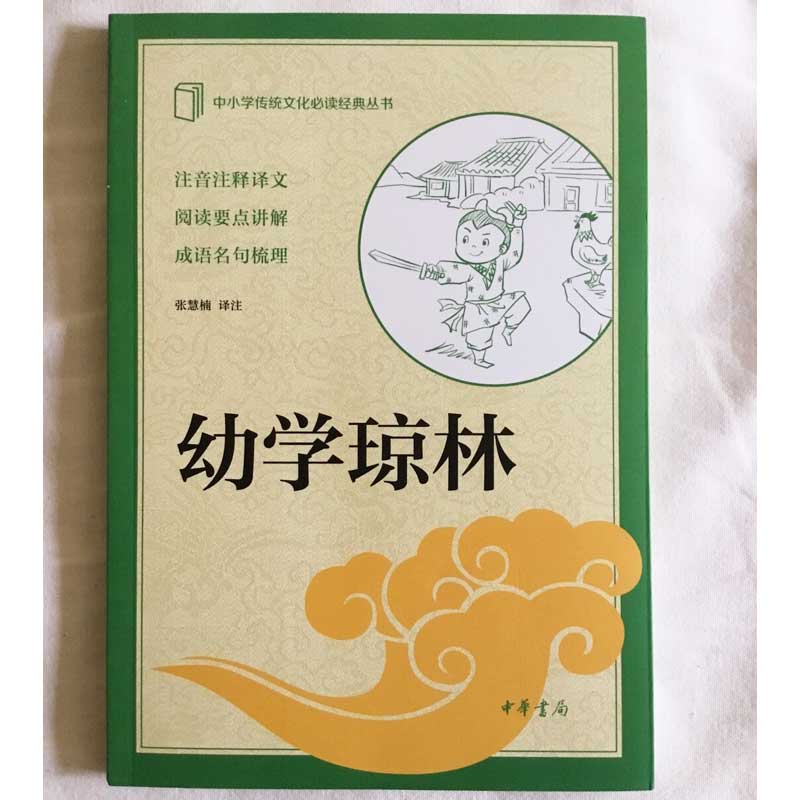 中小学传统文化必读经典丛书
注音注释译文
阅读要点讲解
成语名句梳理
张慧楠 译注
幼学琼林
中華書局